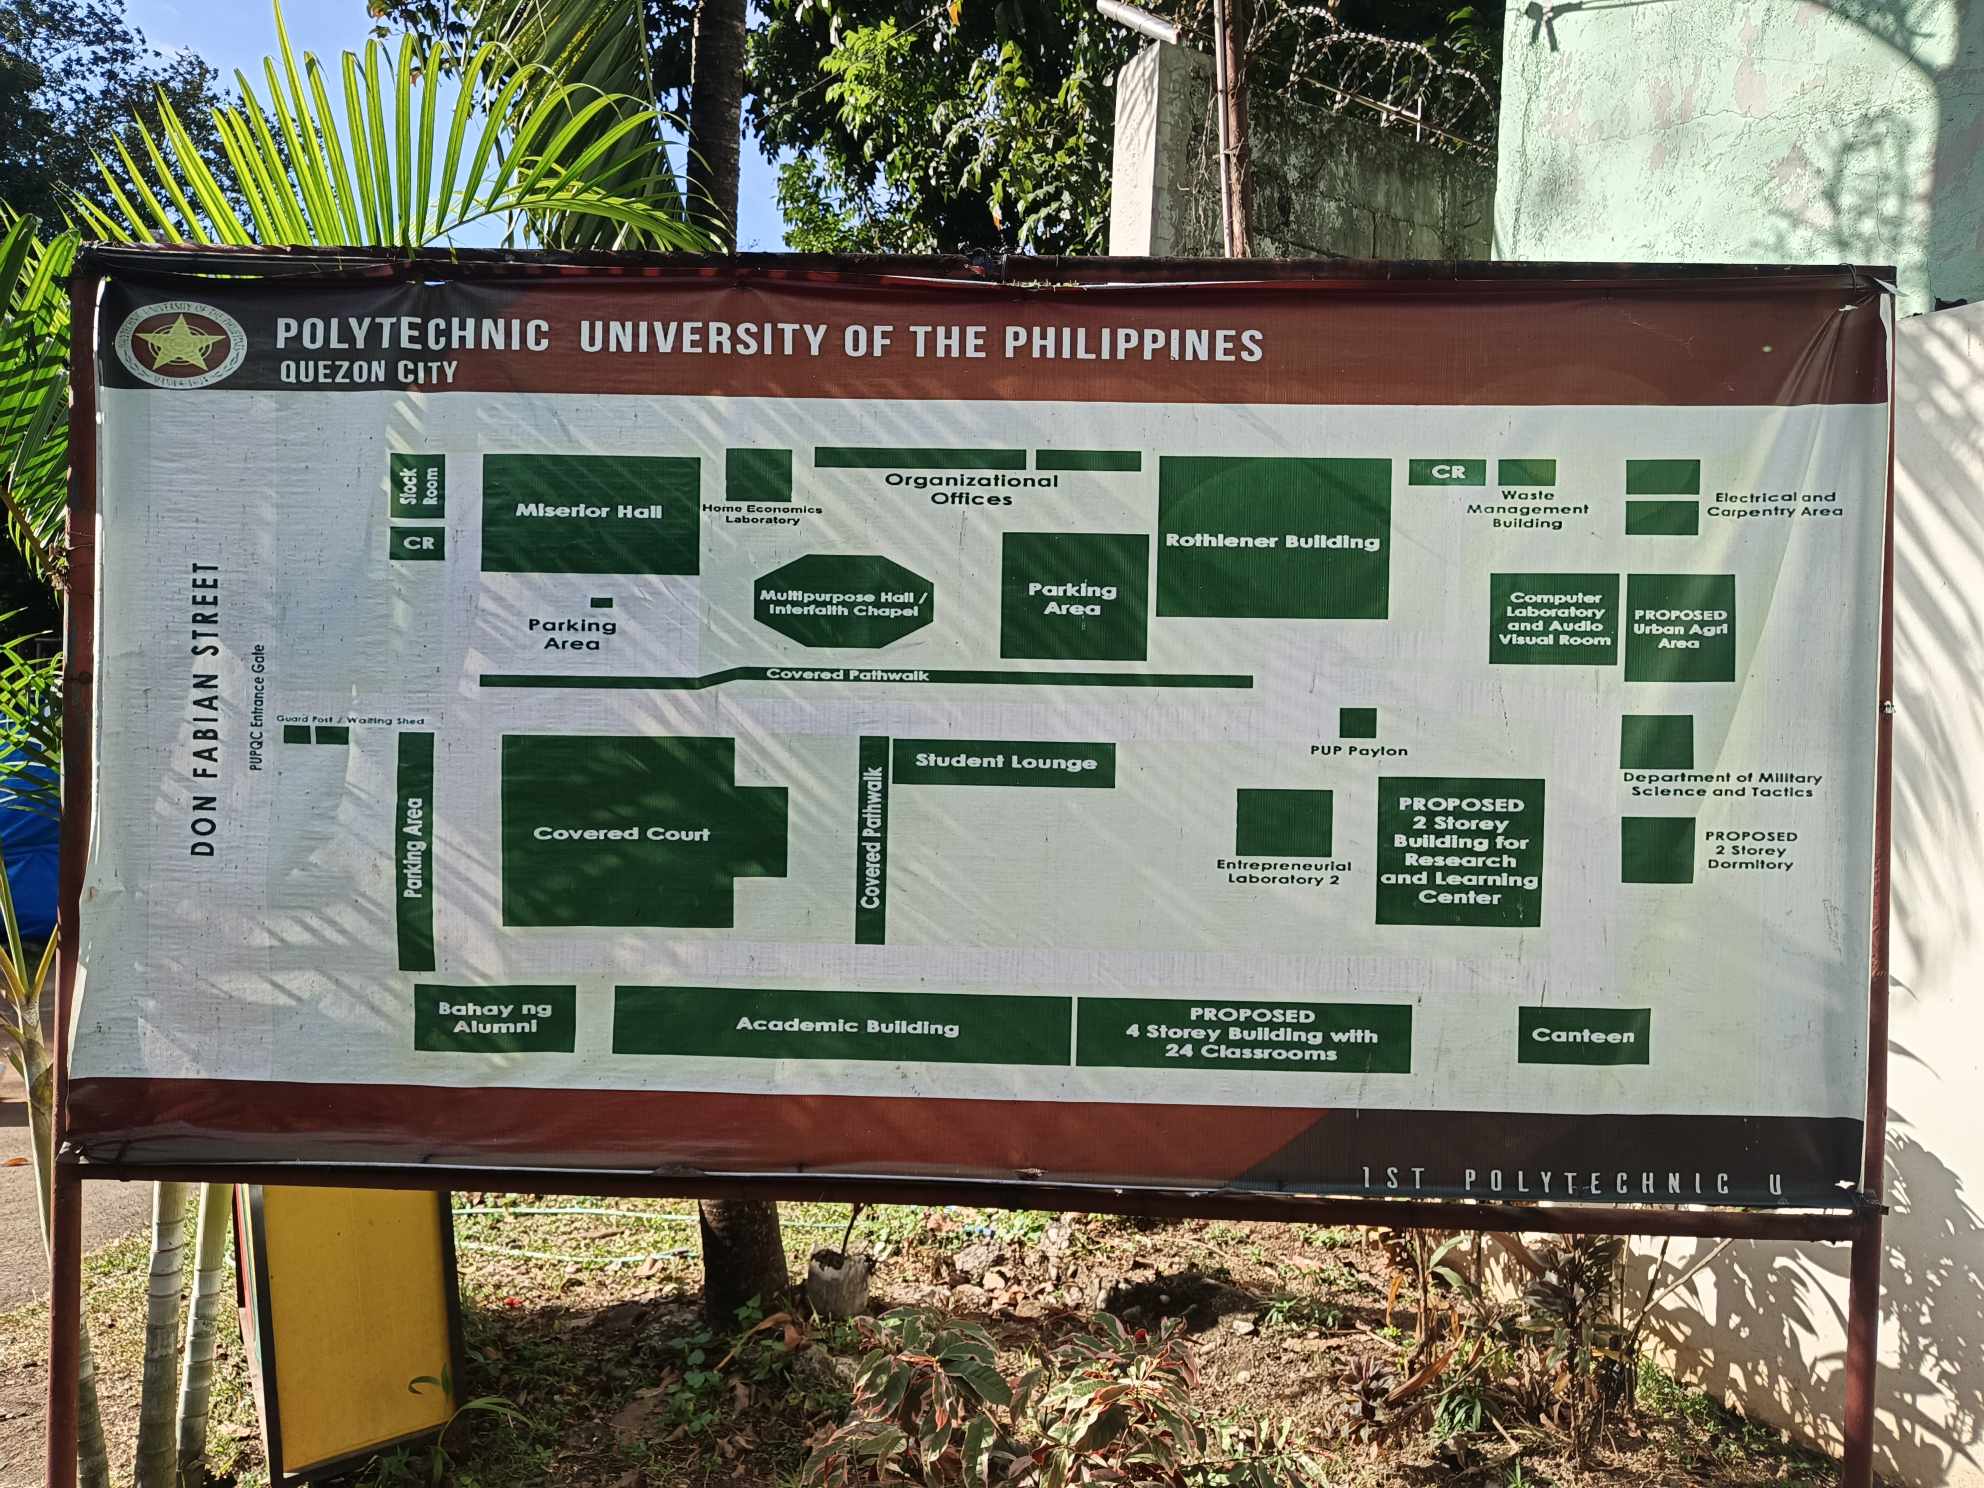 POLYTECHNIC UNIVERSITY OF THE PHILIPPINES
QUEZON CITY
Stock
Room
CR
Miserior Hall
Home Economics
Laboratory
Organizational
Offices
Rothlener Building
CR
Waste
Management
Building
Electrical and
Carpentry Area
Parking
Area
Multipurpose Hall /
Interfaith Chapel
Parking
Area
Computer
Laboratory
and Audio
Visual Room
PROPOSED
Urban Agri
Area
Covered Pathwalk
DON FABIAN STREET
PUPQC Entrance Gate
Guard Post / Waiting Shed
Parking Area
Covered Court
Covered Pathwalk
Student Lounge
PUP Paylon
Entrepreneurial
Laboratory 2
PROPOSED
2 Storey
Building for
Research
and Learning
Center
Department of Military
Science and Tactics
PROPOSED
2 Storey
Dormitory
Bahay ng
Alumni
Academic Building
PROPOSED
4 Storey Building with
24 Classrooms
Canteen
1ST POLYTECHNIC U